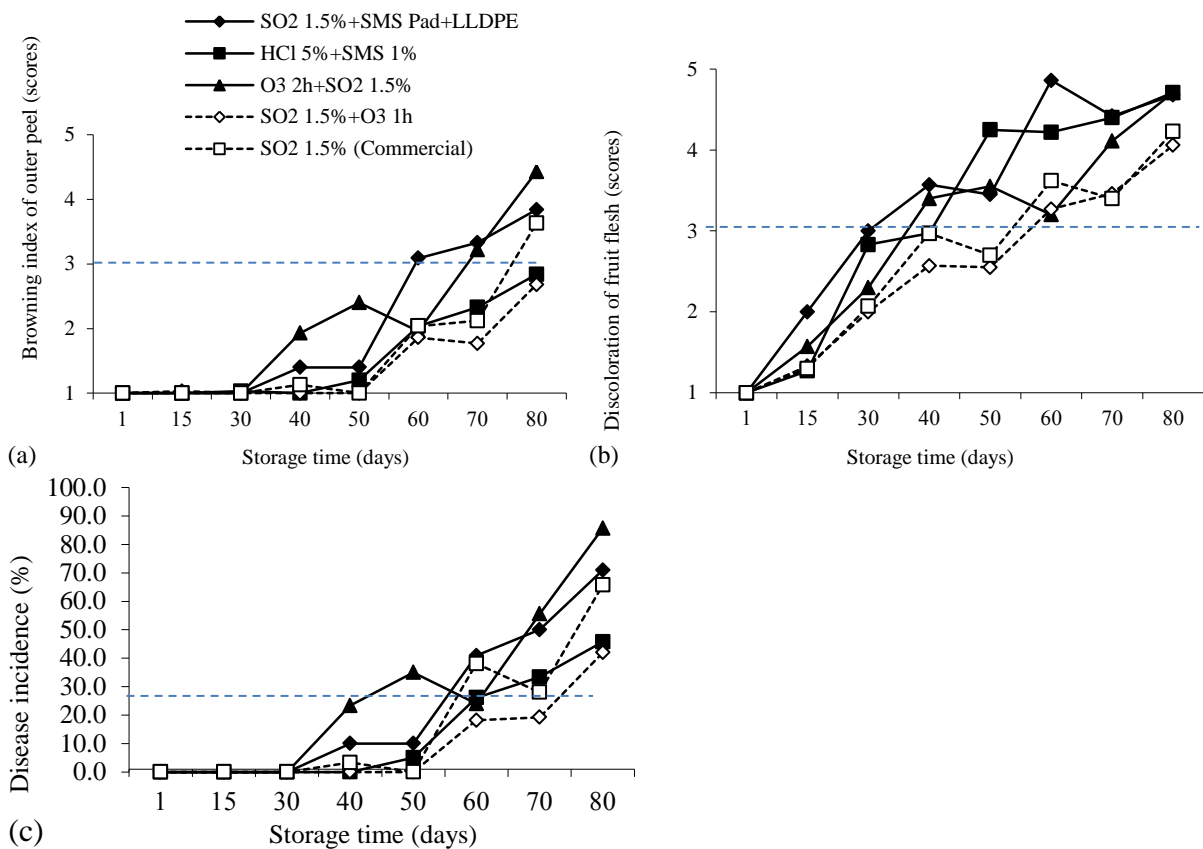 SO2 1.5%+SMS Pad+LLDPE
HCl 5%+SMS 1%
O3 2h+SO2 1.5%
SO2 1.5%+O3 1h
SO2 1.5% (Commercial)
Browning index of outer peel (scores)
5
4
3
2
1
1 15 30 40 50 60 70 80
Storage time (days)
(a)
Discoloration of fruit flesh (scores)
5
4
3
2
1
1 15 30 40 50 60 70 80
Storage time (days)
(b)
Disease incidence (%)
100.0
90.0
80.0
70.0
60.0
50.0
40.0
30.0
20.0
10.0
0.0
1 15 30 40 50 60 70 80
Storage time (days)
(c)